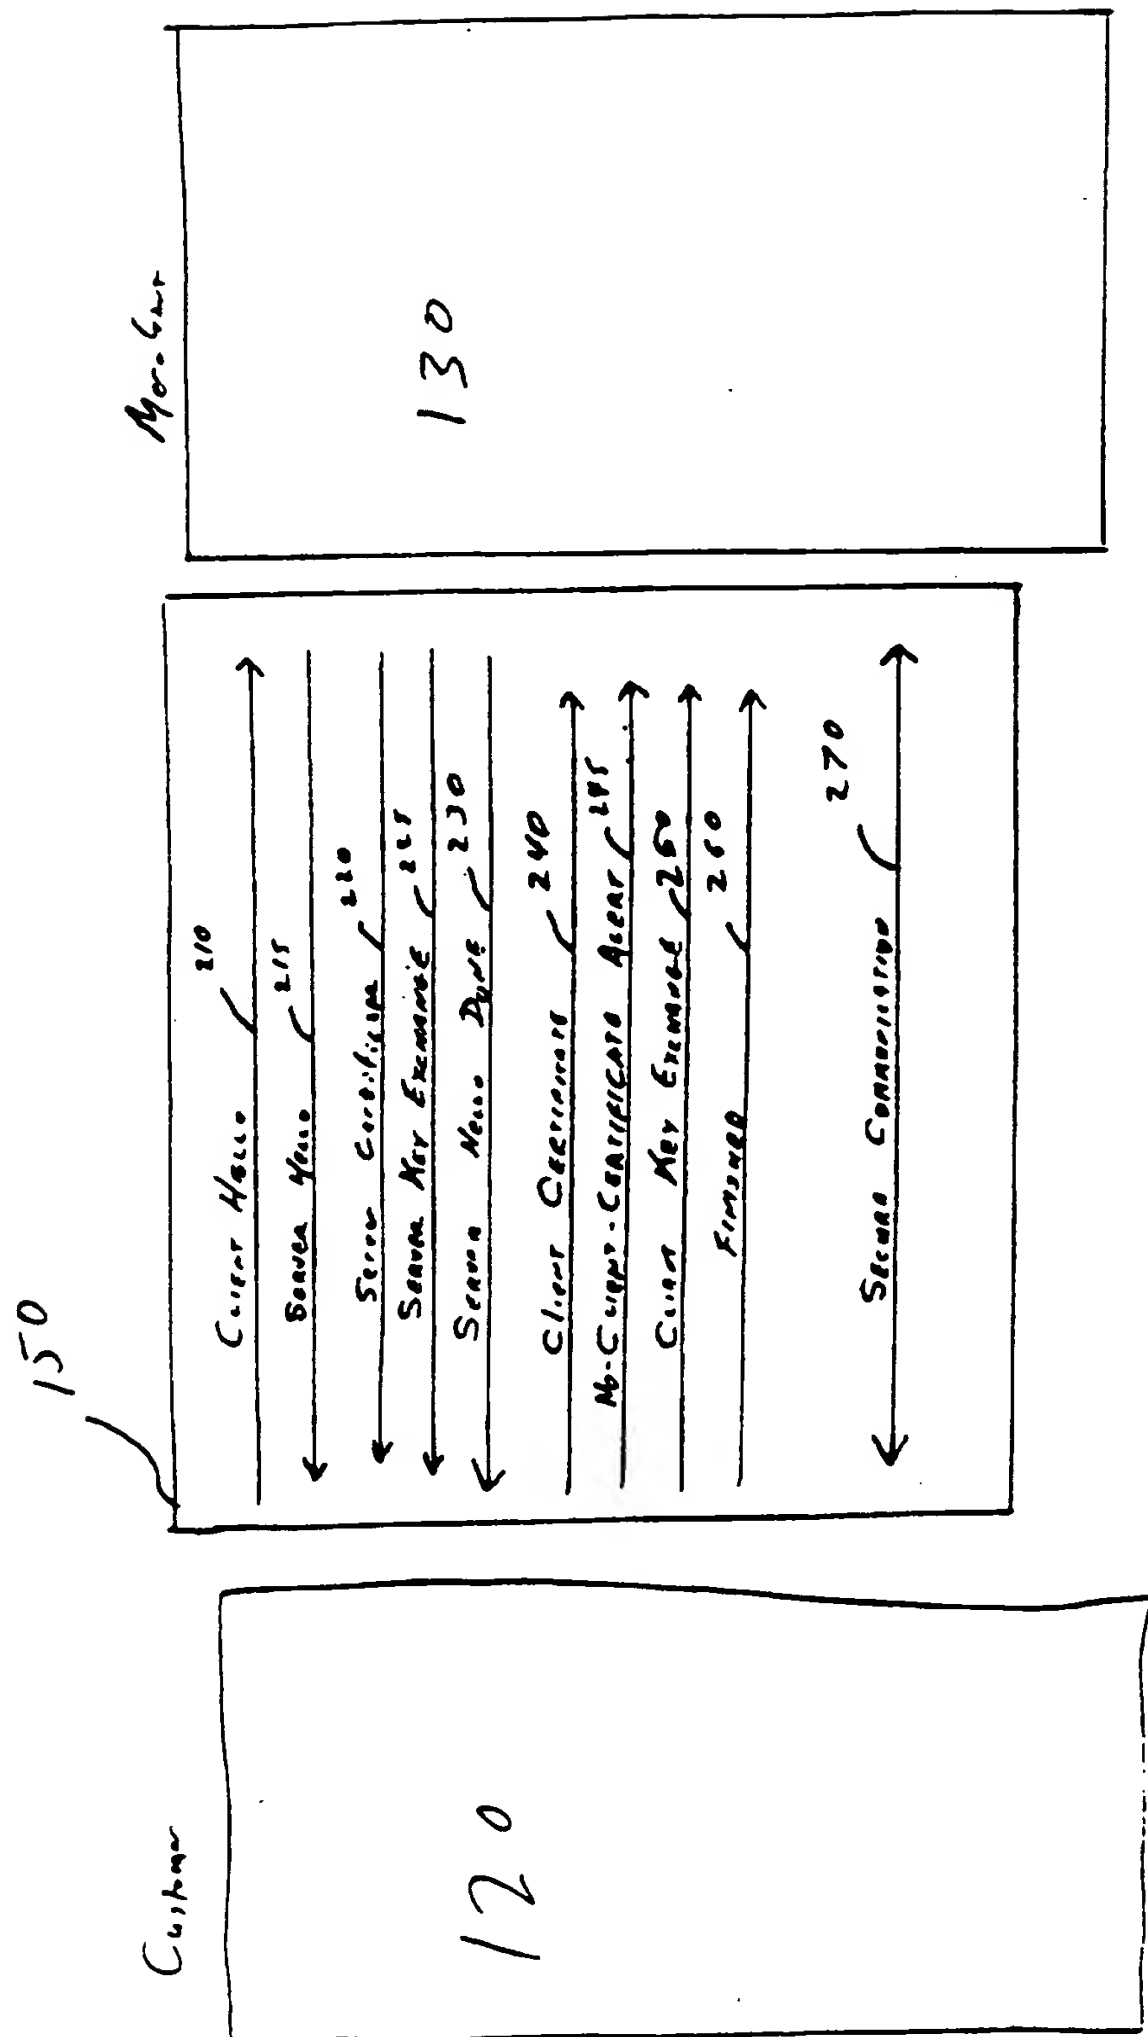 150
Customer
Merchant
120
130
Client Hello 210
Server Hello 215
Server Certificate 220
Server Key Exchange 225
Server Hello Done 230
Client Certificate 240
No-Client-Certificate Alert 245
Client Key Exchange 250
Finished 260
Secure Communication 270